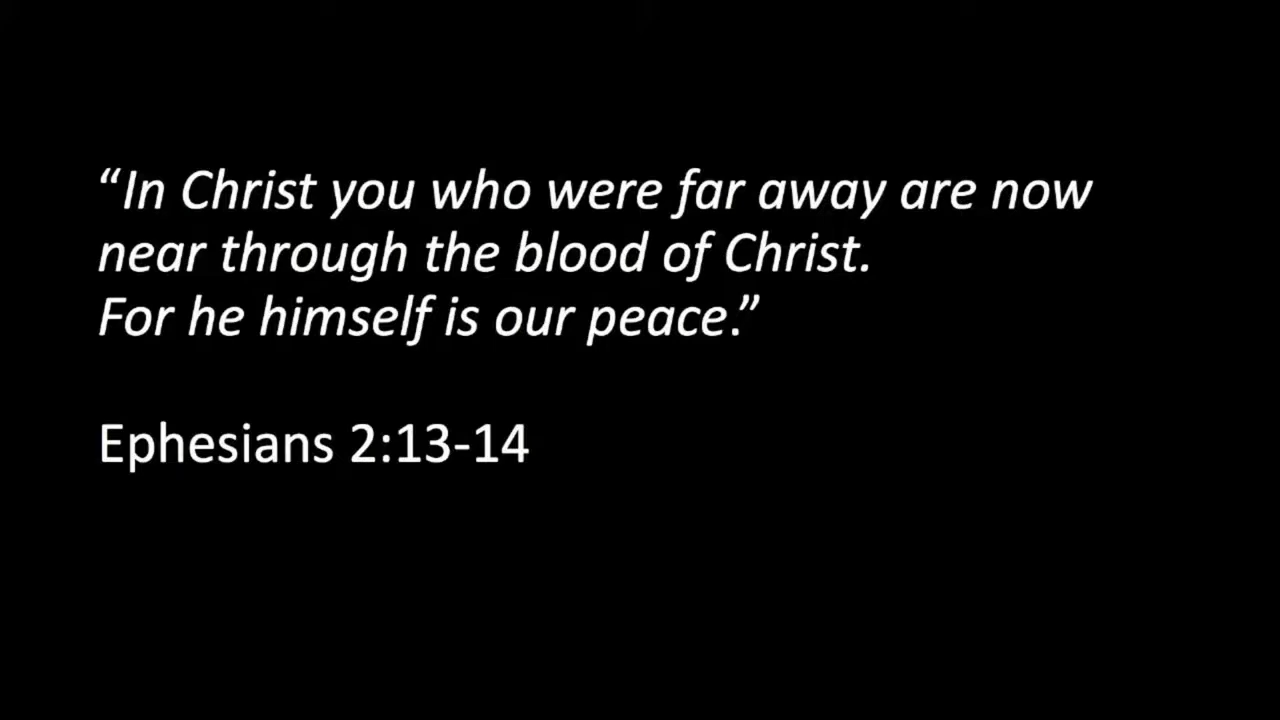 “In Christ you who were far away are now
near through the blood of Christ.
For he himself is our peace.”
Ephesians 2:13-14